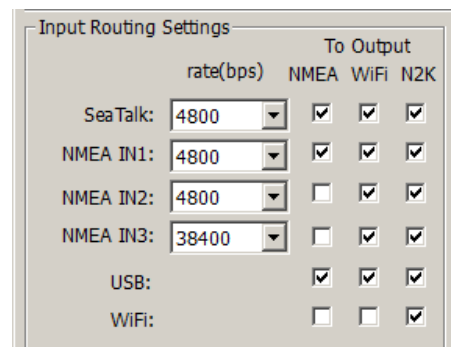 Input Routing Settings
To Output
rate(bps) NMEA WiFi N2K
SeaTalk: 4800
NMEA IN1: 4800
NMEA IN2: 4800
NMEA IN3: 38400
USB:
WiFi: